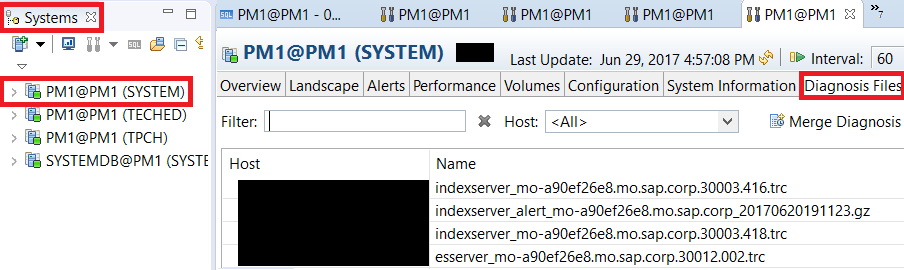 Systems
PM1@PM1 (SYSTEM)
PM1@PM1 (TECHED)
PM1@PM1 (TPCH)
SYSTEMDB@PM1 (SYSTE
SQL PM1@PM1 - 0... PM1@PM1 PM1@PM1 PM1@PM1 PM1@PM1 »7
PM1@PM1 (SYSTEM) Last Update: Jun 29, 2017 4:57:08 PM Interval: 60
Overview Landscape Alerts Performance Volumes Configuration System Information Diagnosis Files
Filter: Host: <All> Merge Diagnosis
Host Name
indexserver_mo-a90ef26e8.mo.sap.corp.30003.416.trc
indexserver_alert_mo-a90ef26e8.mo.sap.corp_20170620191123.gz
indexserver_mo-a90ef26e8.mo.sap.corp.30003.418.trc
esserver_mo-a90ef26e8.mo.sap.corp.30012.002.trc